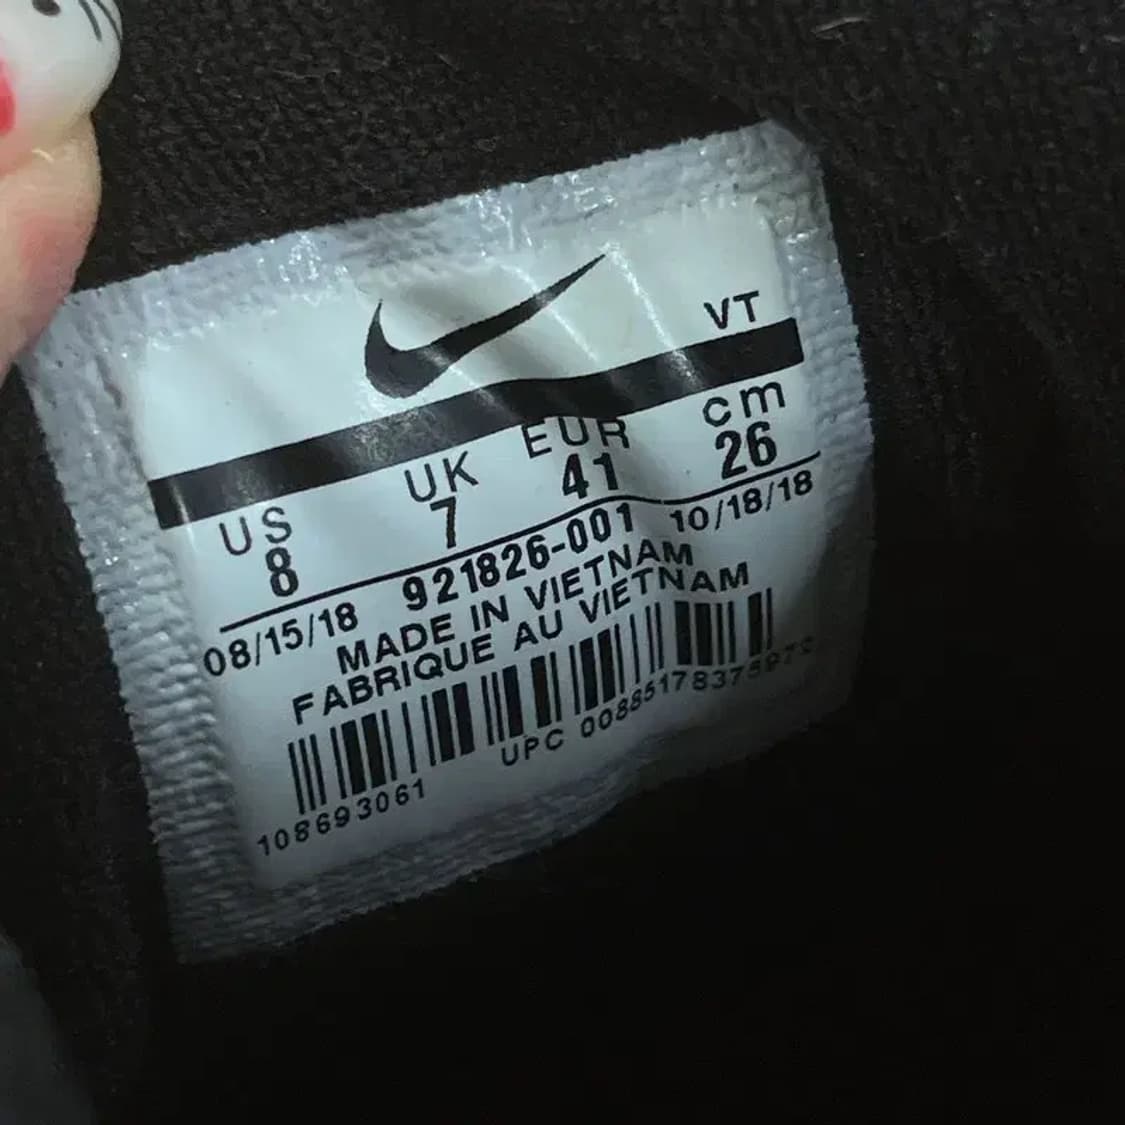 VT
US UK EUR cm
8 7 41 26
08/15/18 921826-001 10/18/18
MADE IN VIETNAM
FABRIQUE AU VIETNAM
108693061 UPC